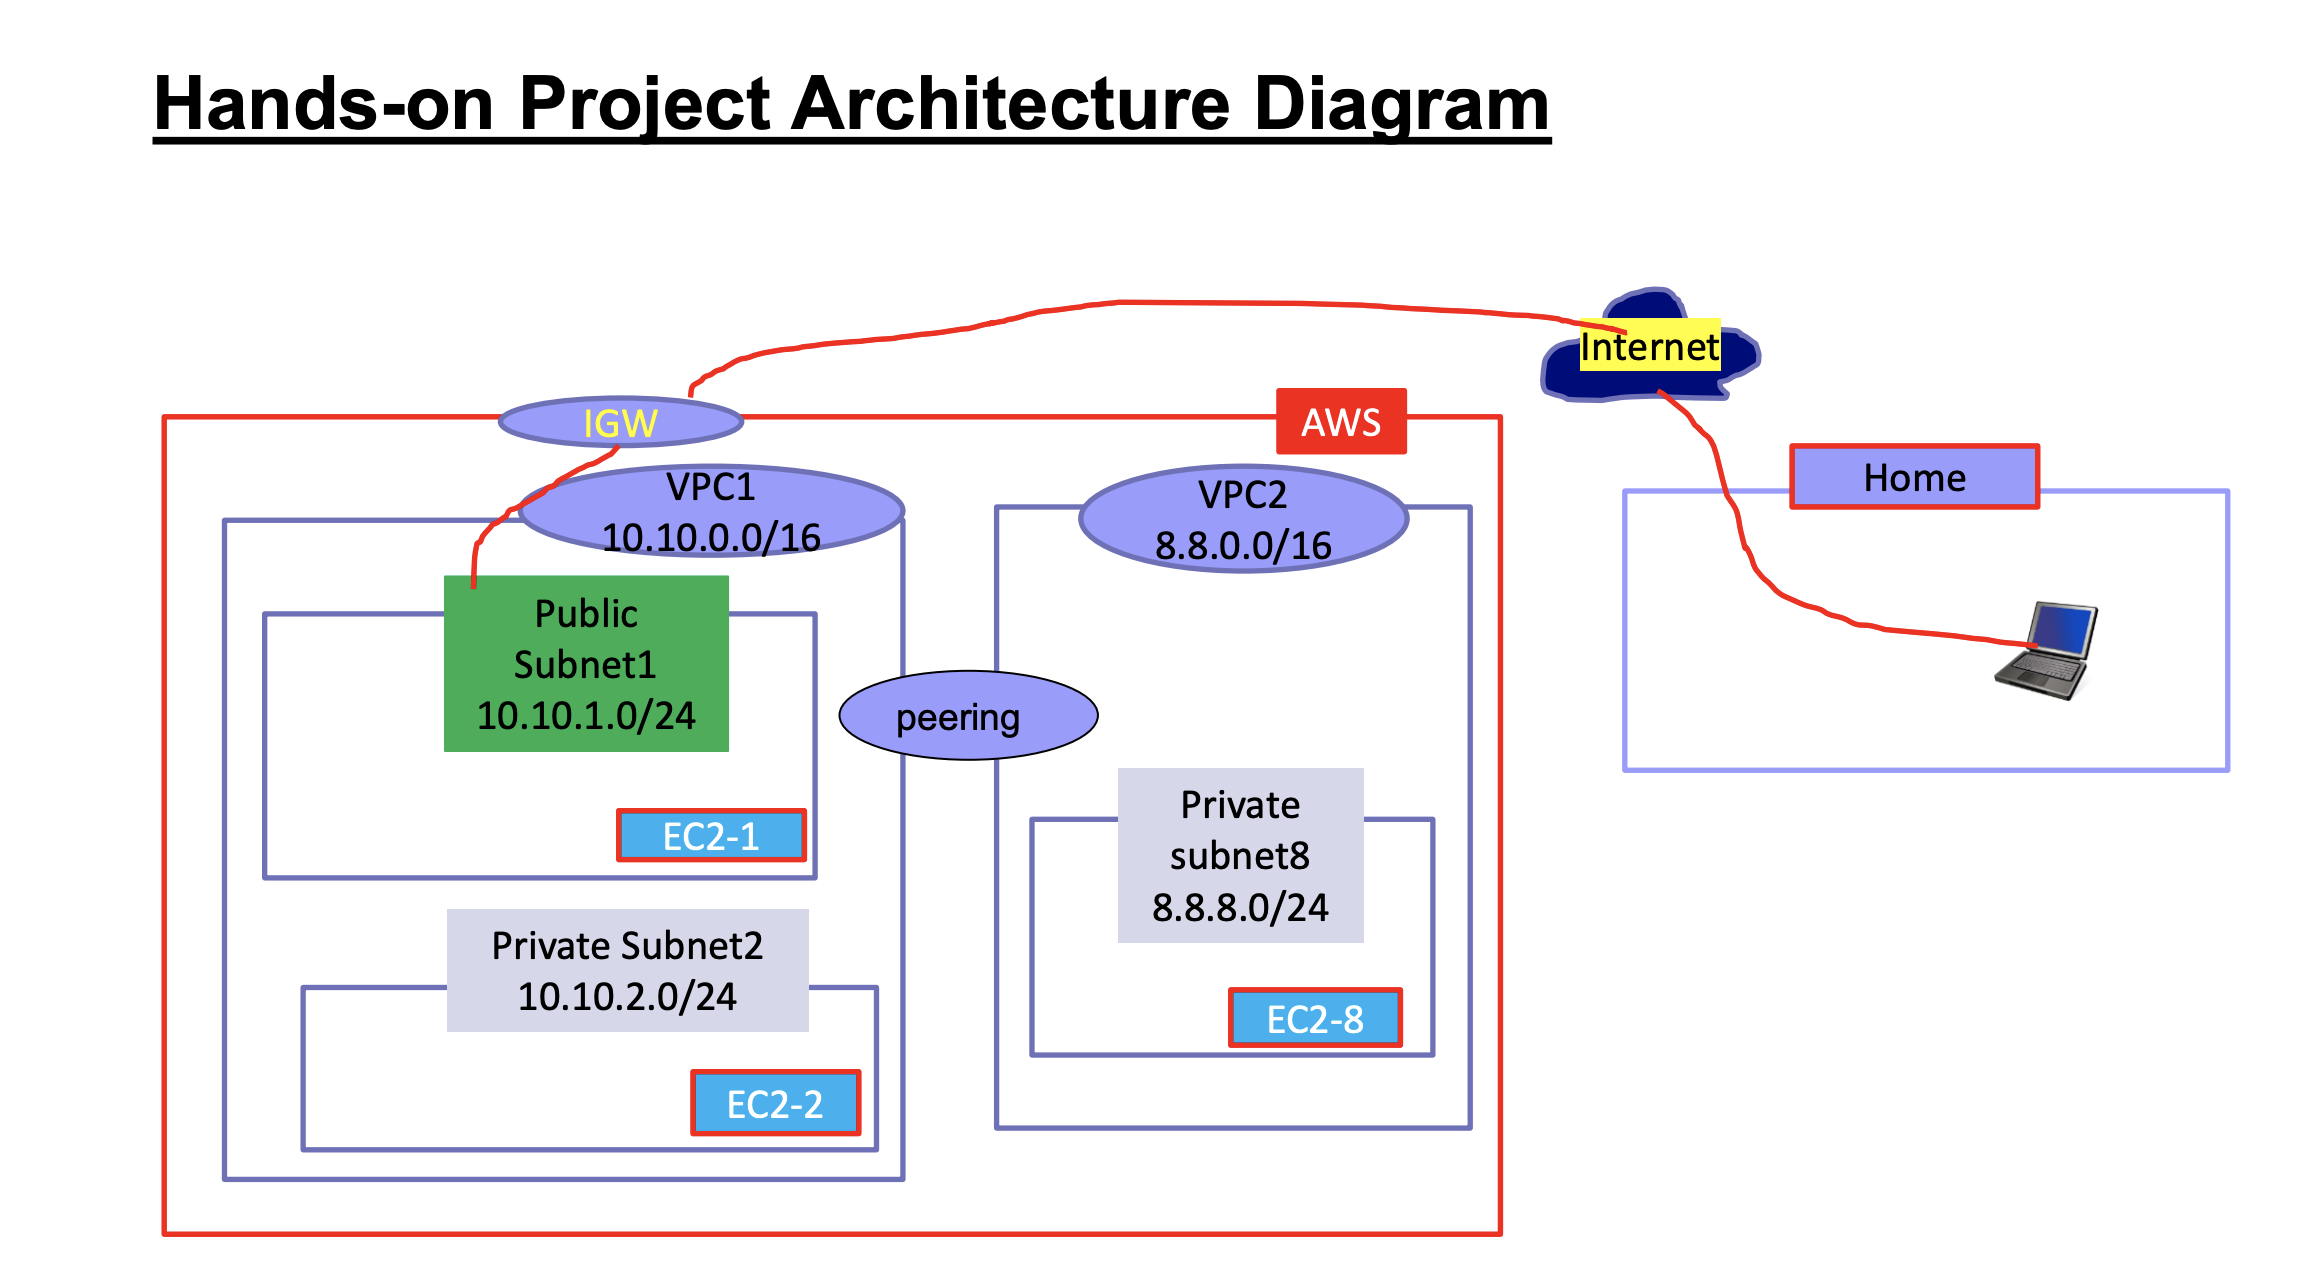 Hands-on Project Architecture Diagram
Internet
IGW
AWS
Home
VPC1
10.10.0.0/16
VPC2
8.8.0.0/16
Public
Subnet1
10.10.1.0/24
peering
EC2-1
Private
subnet8
8.8.8.0/24
Private Subnet2
10.10.2.0/24
EC2-8
EC2-2